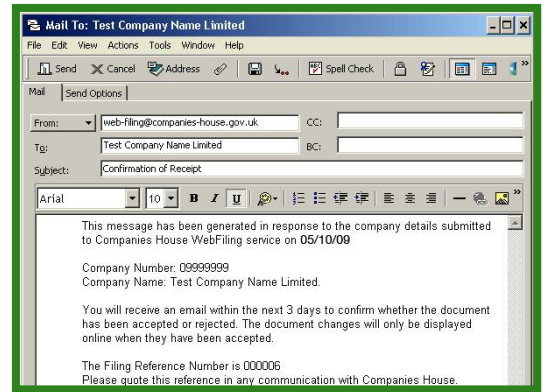 Mail To: Test Company Name Limited
File Edit View Actions Tools Window Help
Send Cancel Address Spell Check
Mail Send Options
From: web-filing@companies-house.gov.uk CC:
To: Test Company Name Limited BC:
Subject: Confirmation of Receipt
Arial 10 B I U
This message has been generated in response to the company details submitted
to Companies House WebFiling service on 05/10/09
Company Number: 09999999
Company Name: Test Company Name Limited.
You will receive an email within the next 3 days to confirm whether the document
has been accepted or rejected. The document changes will only be displayed
online when they have been accepted.
The Filing Reference Number is 000006
Please quote this reference in any communication with Companies House.